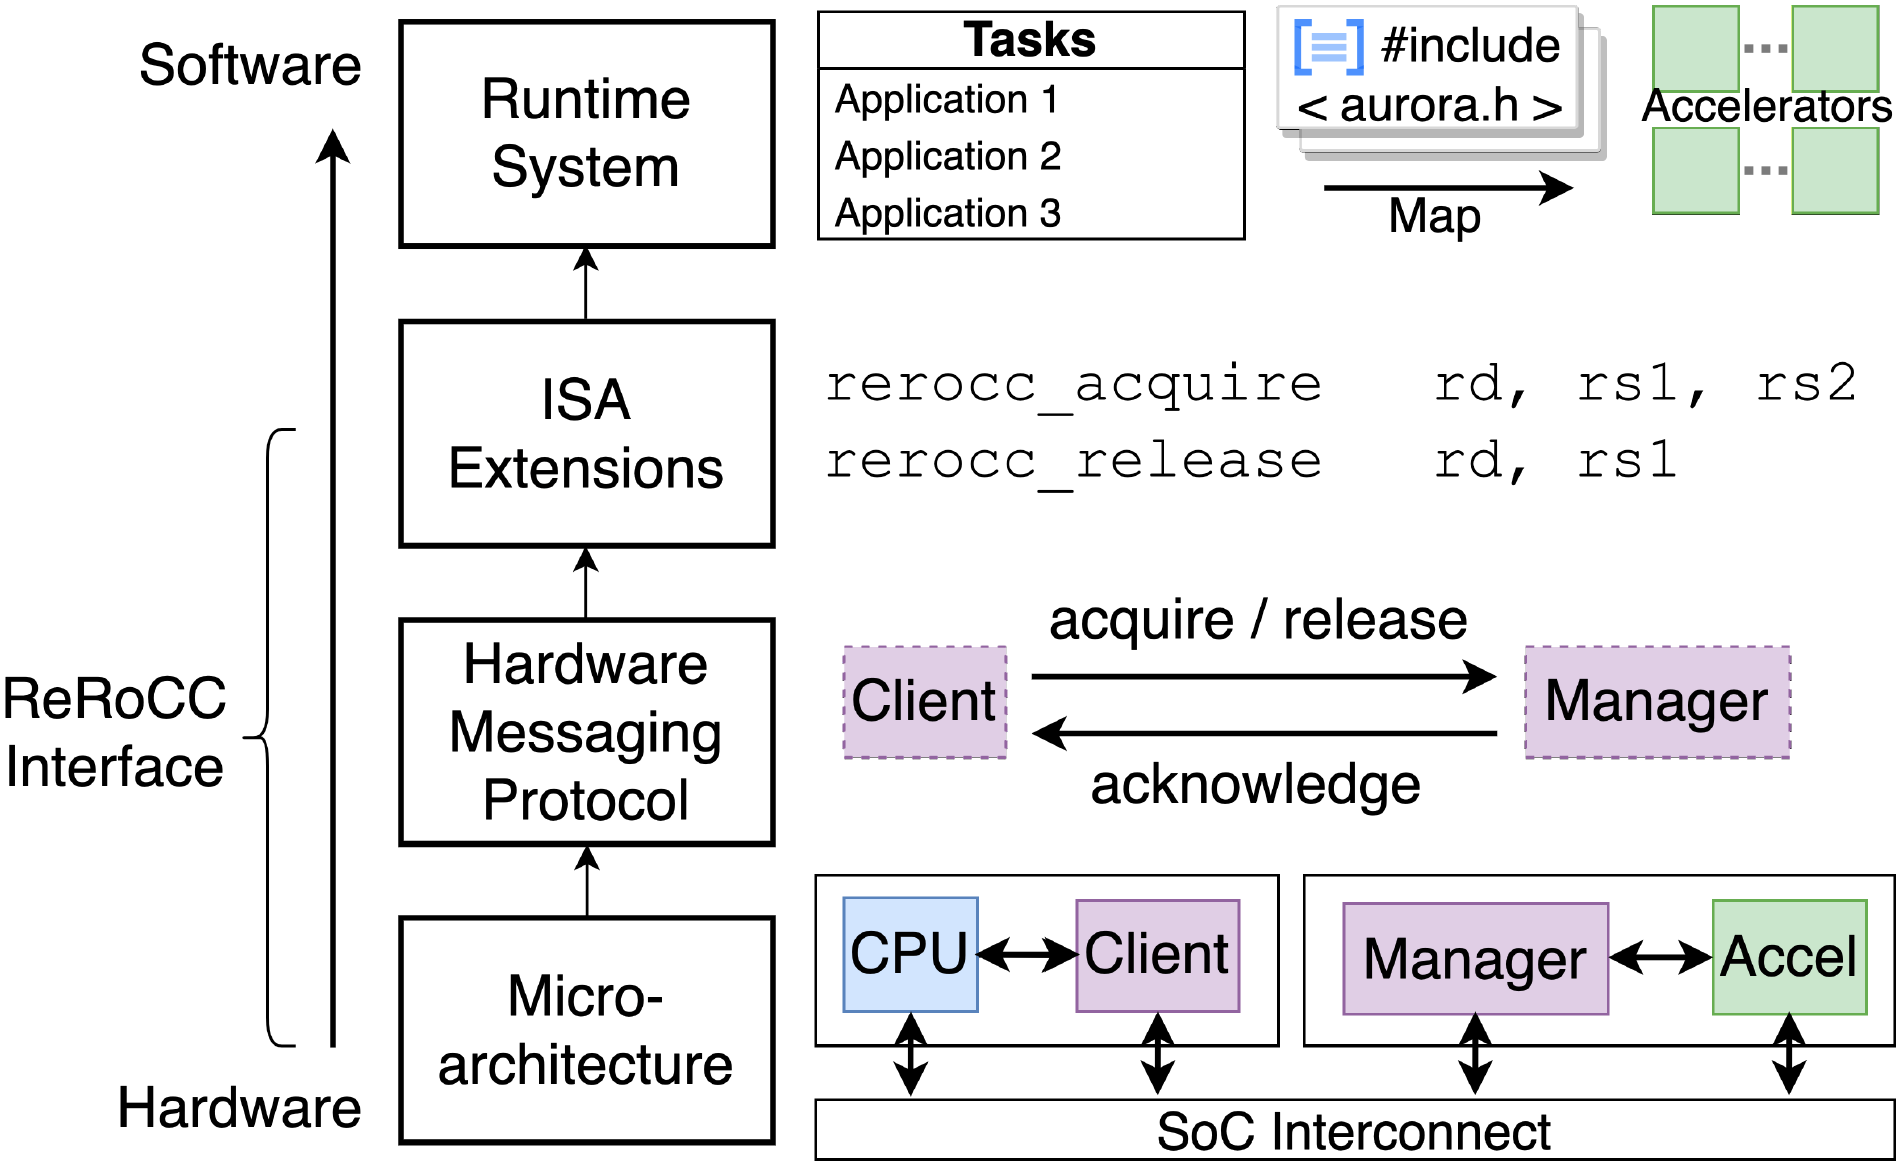 Software
Runtime
System
Tasks
Application 1
Application 2
Application 3
#include
< aurora.h >
Map
Accelerators
ISA
Extensions
rerocc_acquire rd, rs1, rs2
rerocc_release rd, rs1
ReRoCC
Interface
Hardware
Messaging
Protocol
Client
acquire / release
acknowledge
Manager
Micro-
architecture
CPU
Client
Manager
Accel
Hardware
SoC Interconnect